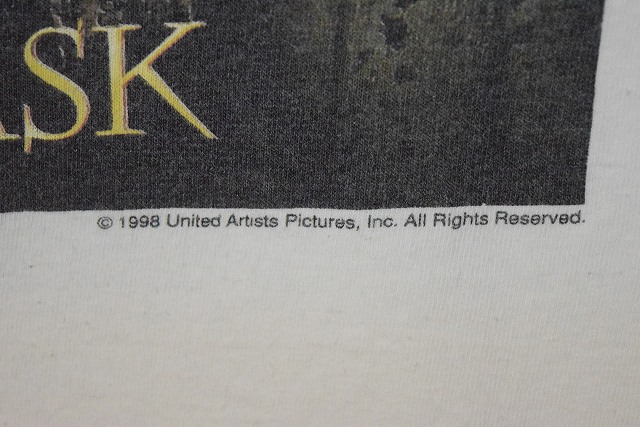 ASK
© 1998 United Artists Pictures, Inc. All Rights Reserved.